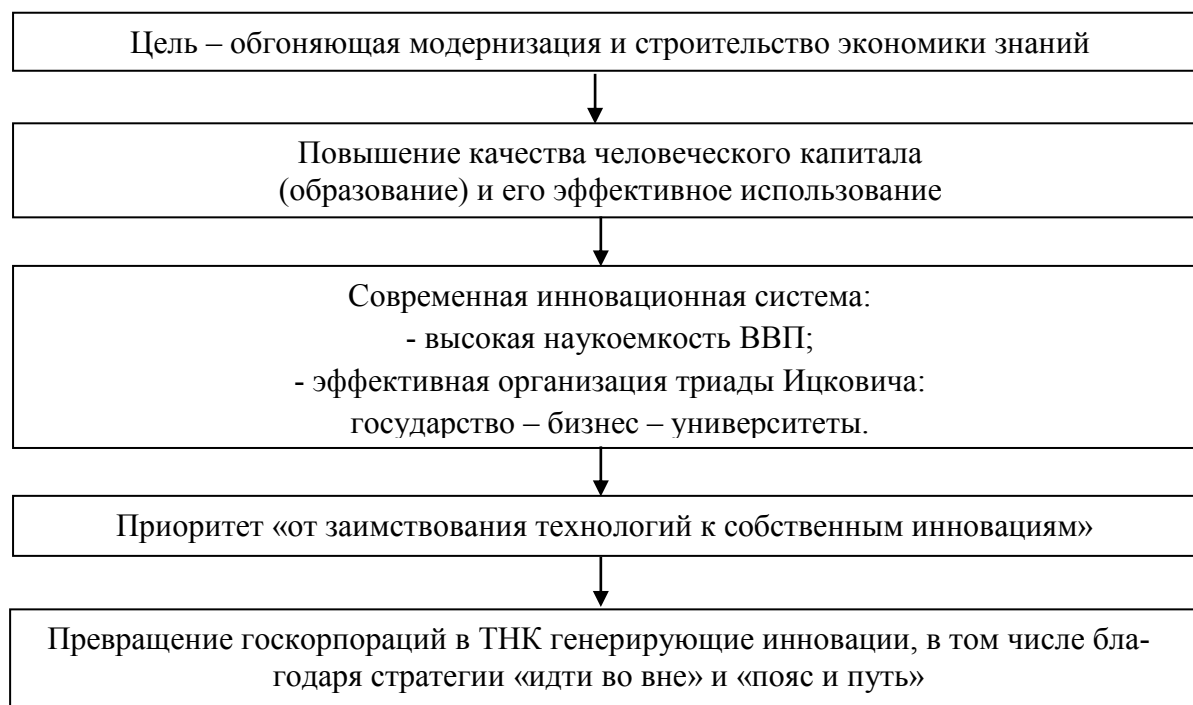 Цель – обгоняющая модернизация и строительство экономики знаний
Повышение качества человеческого капитала
(образование) и его эффективное использование
Современная инновационная система:
- высокая наукоемкость ВВП;
- эффективная организация триады Ицковича:
государство – бизнес – университеты.
Приоритет «от заимствования технологий к собственным инновациям»
Превращение госкорпораций в ТНК генерирующие инновации, в том числе бла-
годаря стратегии «идти во вне» и «пояс и путь»